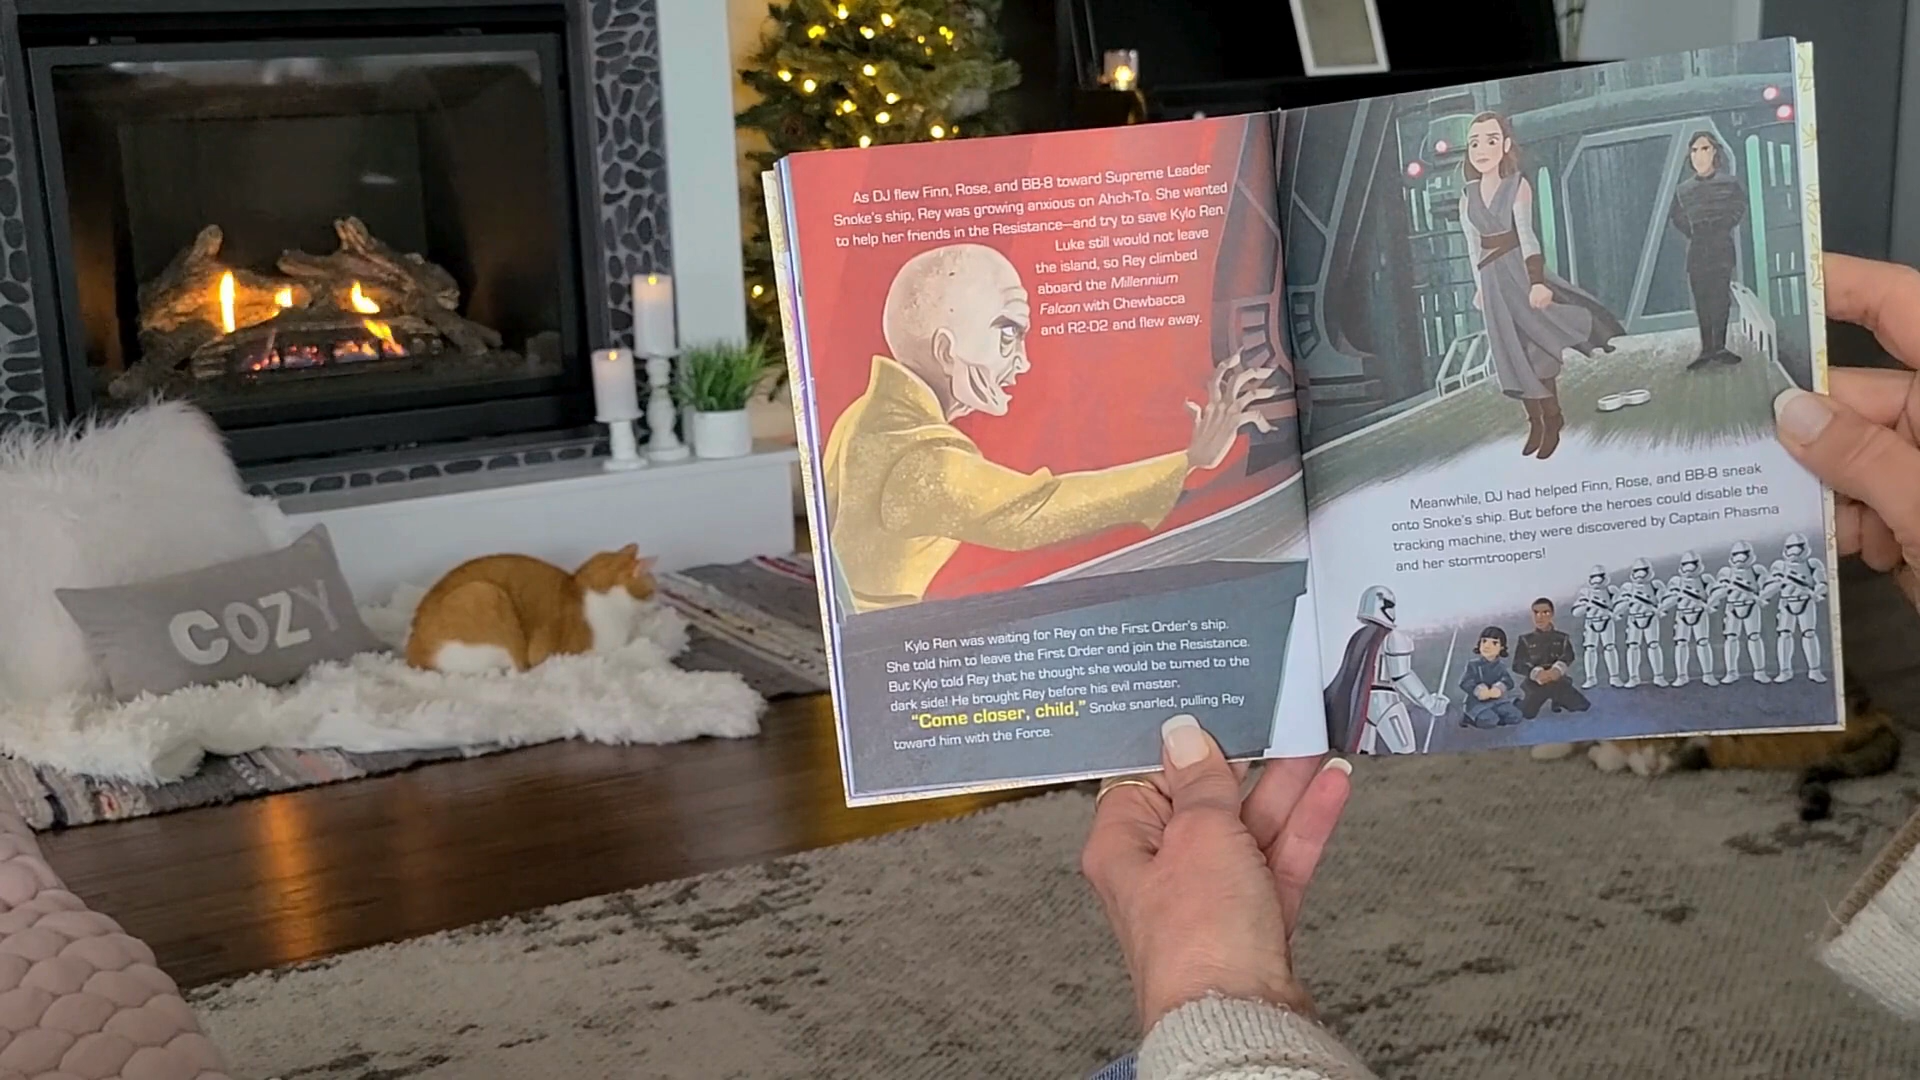 As DJ flew Finn, Rose, and BB-8 toward Supreme Leader
Snoke's ship, Rey was growing anxious on Ahch-To. She wanted
to help her friends in the Resistance—and try to save Kylo Ren.
Luke still would not leave
the island, so Rey climbed
aboard the Millennium
Falcon with Chewbacca
and R2-D2 and flew away.
Kylo Ren was waiting for Rey on the First Order's ship.
She told him to leave the First Order and join the Resistance.
But Kylo told Rey that he thought she would be turned to the
dark side! He brought Rey before his evil master.
"Come closer, child," Snoke snarled, pulling Rey
toward him with the Force.
Meanwhile, DJ had helped Finn, Rose, and BB-8 sneak
onto Snoke's ship. But before the heroes could disable the
tracking machine, they were discovered by Captain Phasma
and her stormtroopers!
COZY